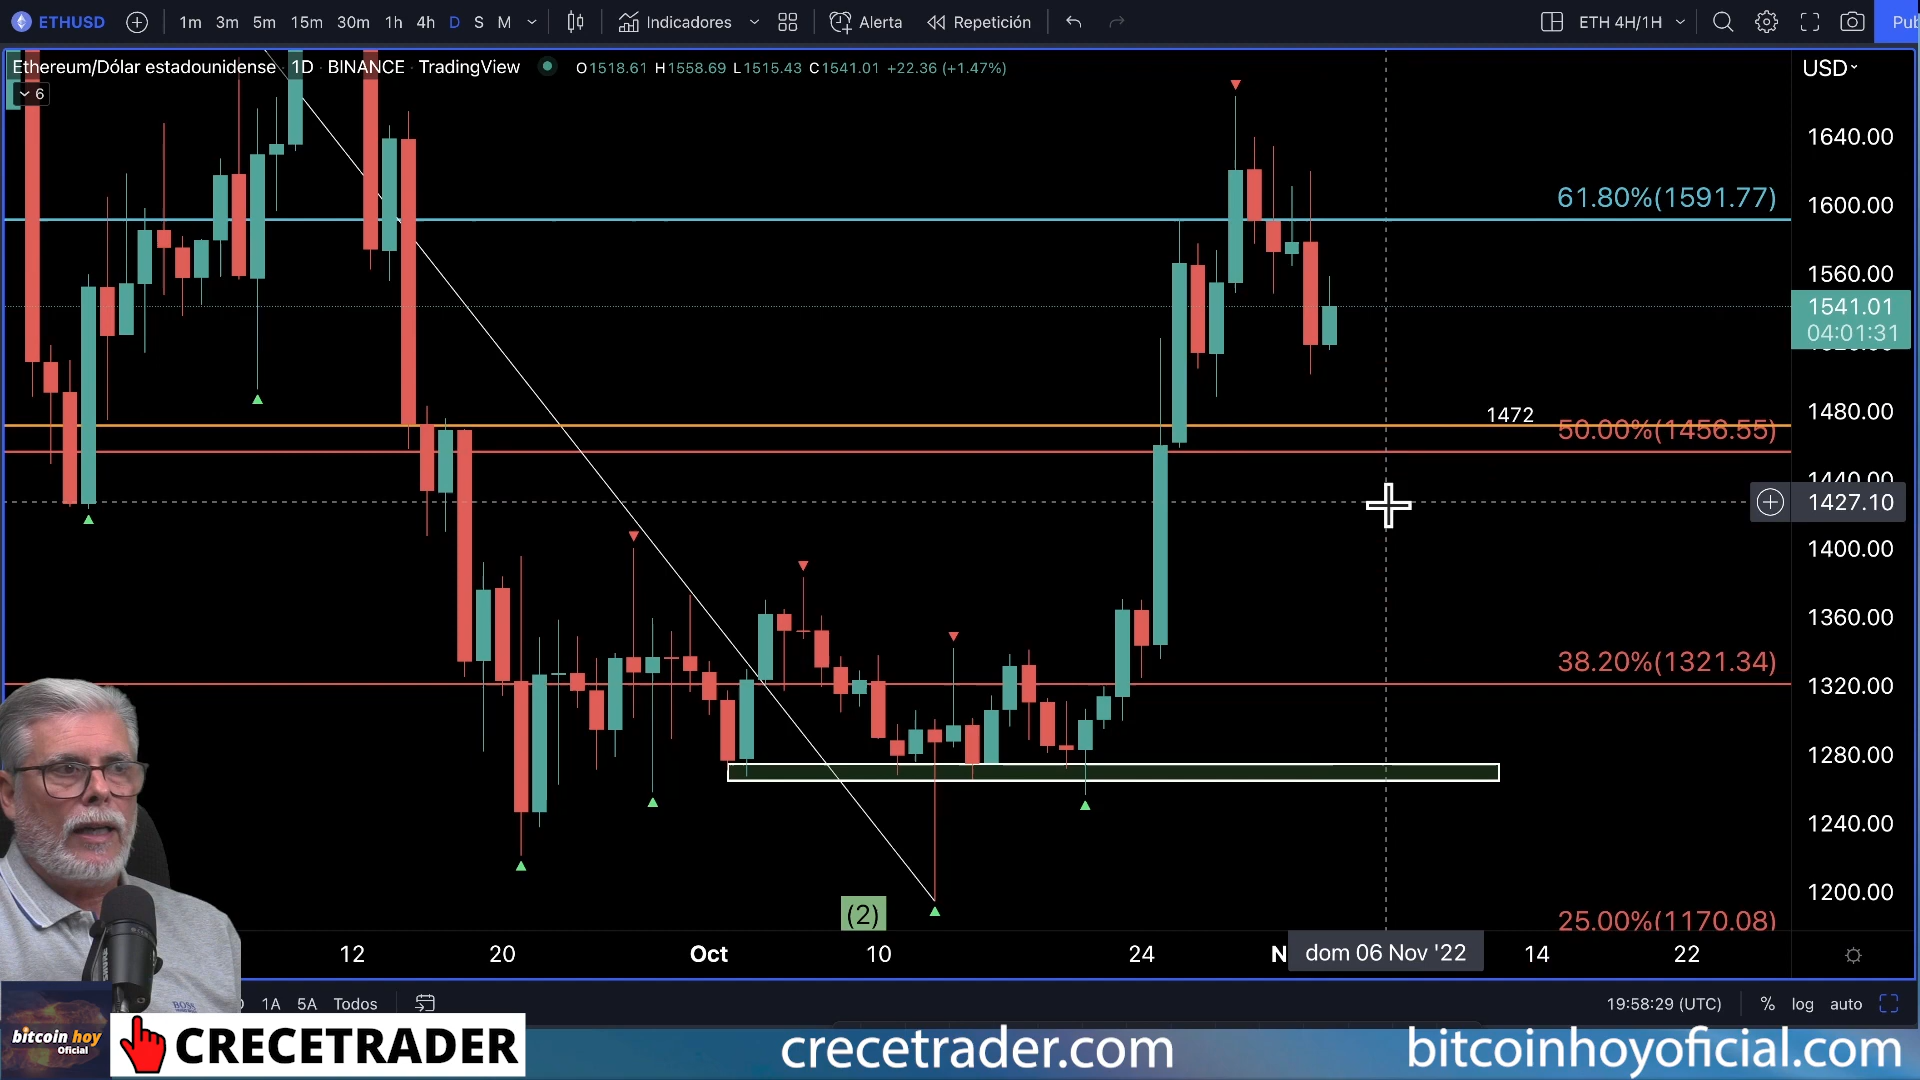 ETHUSD 1m 3m 5m 15m 30m 1h 4h D S M Indicadores Alerta Repetición ETH 4H/1H Pub
Ethereum/Dólar estadounidense · 1D · BINANCE · TradingView O1518.61 H1558.69 L1515.43 C1541.01 +22.36 (+1.47%)
USD
6
1640.00
61.80%(1591.77)
1600.00
1560.00
1541.01
04:01:31
1472
1480.00
50.00%(1456.55)
1440.00
1427.10
1400.00
1360.00
38.20%(1321.34)
1320.00
1280.00
1240.00
1200.00
(2)
25.00%(1170.08)
12 20 Oct 10 24 N dom 06 Nov '22 14 22
BOSS
1A 5A Todos 19:58:29 (UTC) % log auto
bitcoin hoy
Oficial
CRECETRADER
crecetrader.com
bitcoinhoyoficial.com